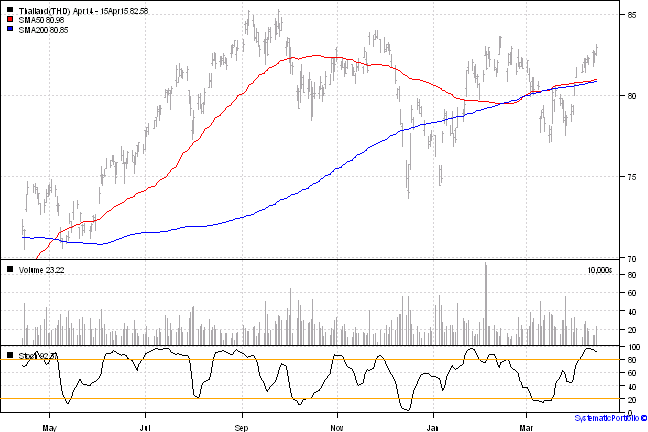 Thailand(THD) Apr14 - 15Apr15 82.58
SMA50 80.98
SMA200 80.85
85
80
75
70
Volume 23.22
10,000s
80
60
40
20
100
80
60
40
20
0
May
Jul
Sep
Nov
Jan
Mar
SystematicPortfolio ©